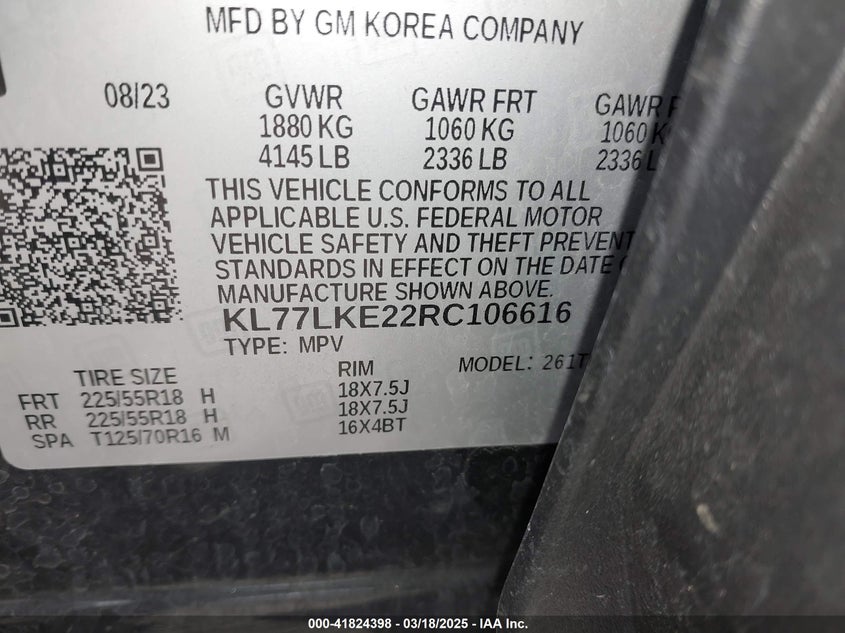 MFD BY GM KOREA COMPANY
08/23 GVWR GAWR FRT GAWR
1880 KG 1060 KG 1060
4145 LB 2336 LB 2336
THIS VEHICLE CONFORMS TO ALL
APPLICABLE U.S. FEDERAL MOTOR
VEHICLE SAFETY AND THEFT PREVENT
STANDARDS IN EFFECT ON THE DATE
MANUFACTURE SHOWN ABOVE.
KL77LKE22RC106616
TYPE: MPV
TIRE SIZE RIM MODEL: 261T
FRT 225/55R18 H 18X7.5J
RR 225/55R18 H 18X7.5J
SPA T125/70R16 M 16X4BT
000-41824398 - 03/18/2025 - IAA Inc.